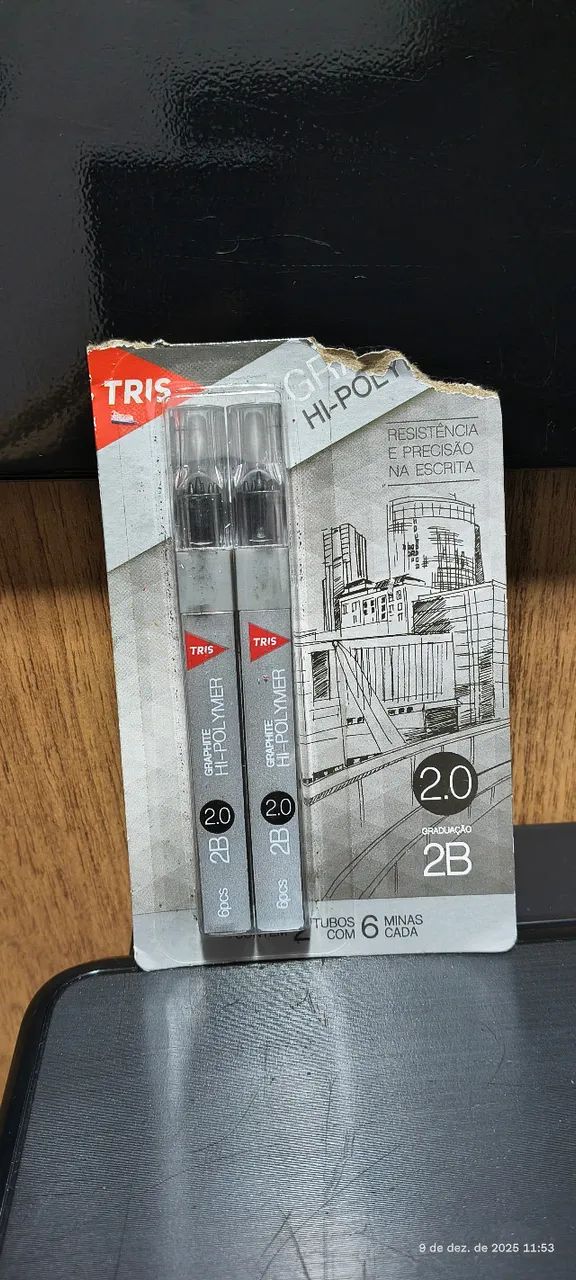 TRIS
HI-POLYM
RESISTÊNCIA
E PRECISÃO
NA ESCRITA
TRIS
GRAPHITE
HI-POLYMER
2.0
2B
6pcs
TRIS
GRAPHITE
HI-POLYMER
2.0
2B
6pcs
2.0
GRADUAÇÃO
2B
2 TUBOS COM 6 MINAS CADA
9 de dez. de 2025 11:53